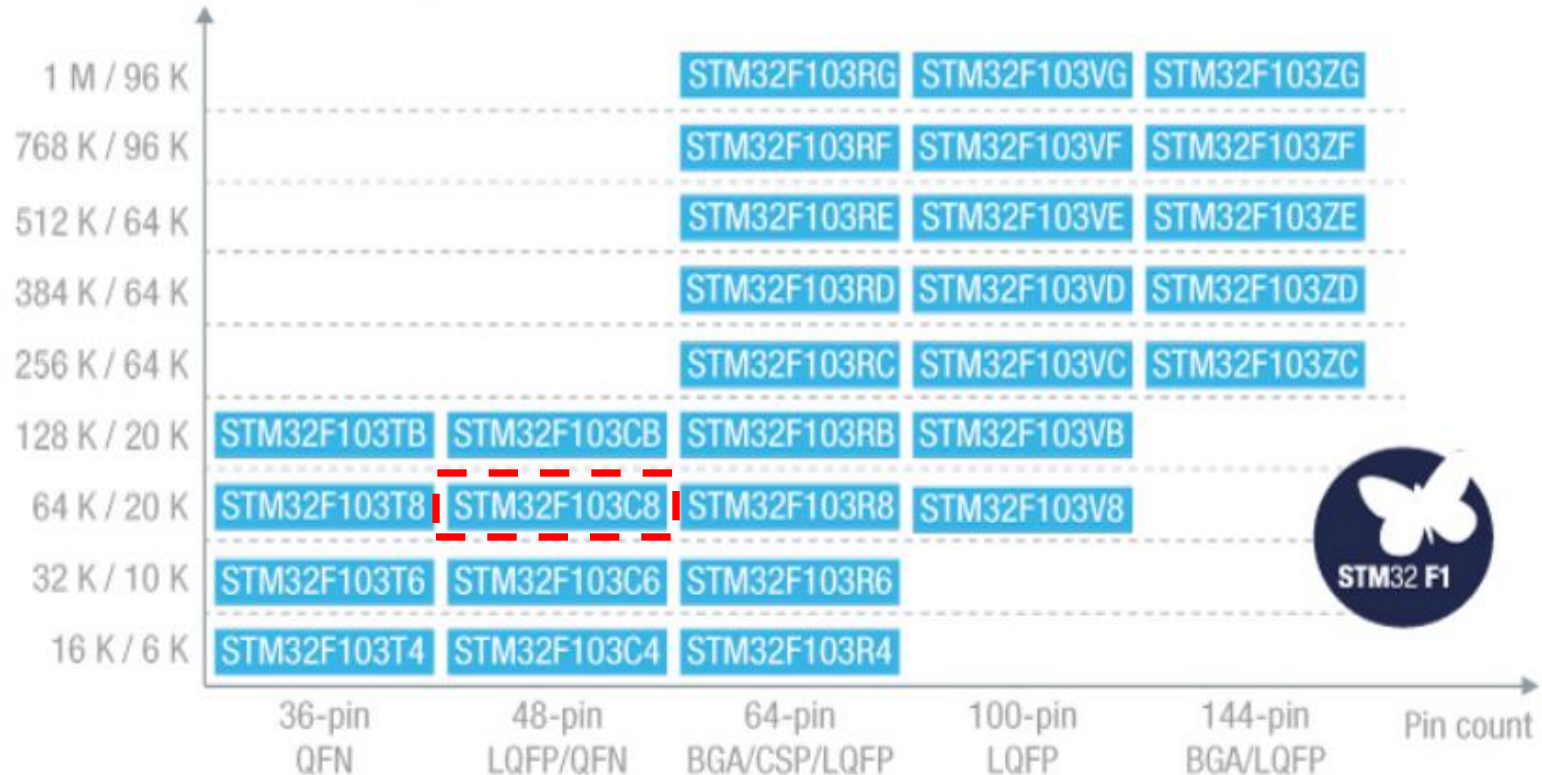 1 M / 96 K STM32F103RG STM32F103VG STM32F103ZG
768 K / 96 K STM32F103RF STM32F103VF STM32F103ZF
512 K / 64 K STM32F103RE STM32F103VE STM32F103ZE
384 K / 64 K STM32F103RD STM32F103VD STM32F103ZD
256 K / 64 K STM32F103RC STM32F103VC STM32F103ZC
128 K / 20 K STM32F103TB STM32F103CB STM32F103RB STM32F103VB
64 K / 20 K STM32F103T8 STM32F103C8 STM32F103R8 STM32F103V8
32 K / 10 K STM32F103T6 STM32F103C6 STM32F103R6
STM32 F1
16 K / 6 K STM32F103T4 STM32F103C4 STM32F103R4
36-pin 48-pin 64-pin 100-pin 144-pin Pin count
QFN LQFP/QFN BGA/CSP/LQFP LQFP BGA/LQFP